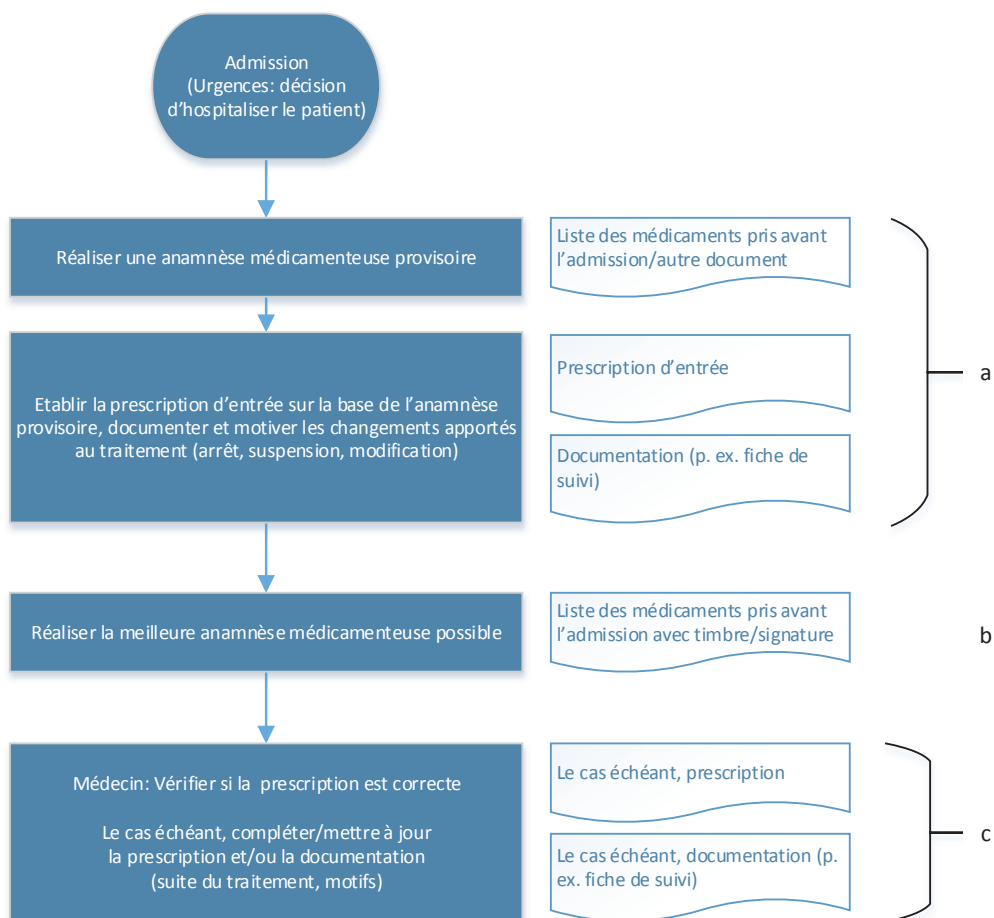 Admission
(Urgences: décision
d'hospitaliser le patient)
Réaliser une anamnèse médicamenteuse provisoire
Liste des médicaments pris avant
l'admission/autre document
Etablir la prescription d'entrée sur la base de l'anamnèse
provisoire, documenter et motiver les changements apportés
au traitement (arrêt, suspension, modification)
Prescription d'entrée
Documentation (p. ex. fiche de
suivi)
a
Réaliser la meilleure anamnèse médicamenteuse possible
Liste des médicaments pris avant
l'admission avec timbre/signature
b
Médecin: Vérifier si la prescription est correcte
Le cas échéant, compléter/mettre à jour
la prescription et/ou la documentation
(suite du traitement, motifs)
Le cas échéant, prescription
Le cas échéant, documentation (p.
ex. fiche de suivi)
c